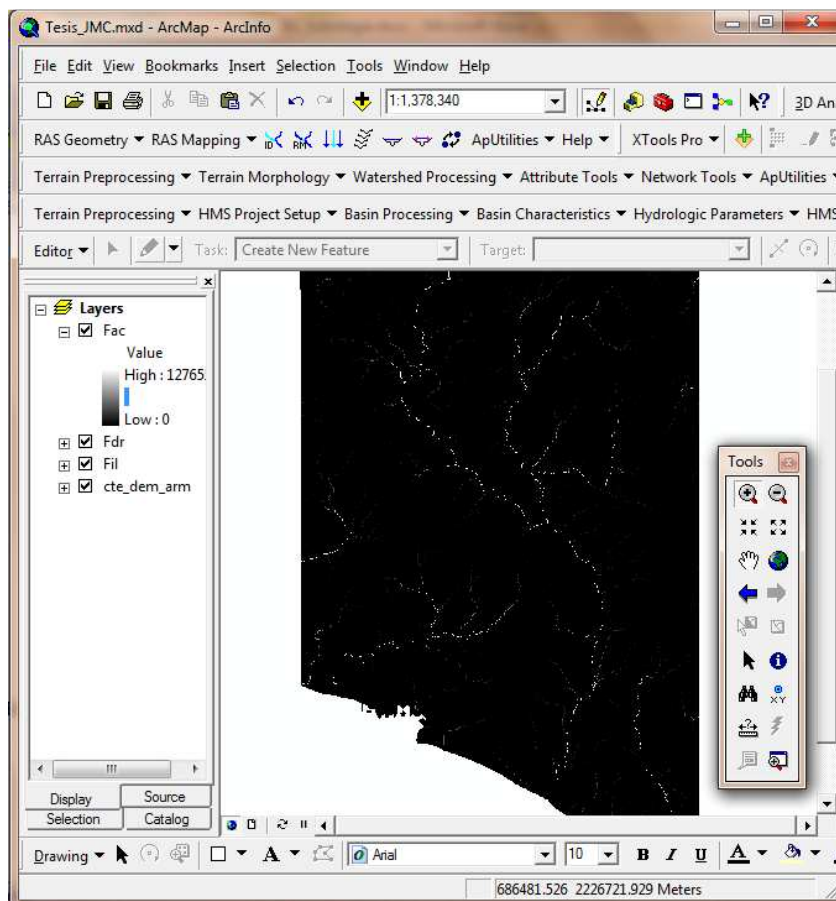 Tesis_JMC.mxd - ArcMap - ArcInfo
File Edit View Bookmarks Insert Selection Tools Window Help
1:1,378,340 3D An
RAS Geometry RAS Mapping ID RIM ApUtilities Help XTools Pro
Terrain Preprocessing Terrain Morphology Watershed Processing Attribute Tools Network Tools ApUtilities
Terrain Preprocessing HMS Project Setup Basin Processing Basin Characteristics Hydrologic Parameters HMS
Editor Task: Create New Feature Target:
Layers
Fac
Value
High : 12765
Low : 0
Fdr
Fil
cte_dem_arm
Tools
XY
Display Source
Selection Catalog
Drawing A Arial 10 B I U A
686481.526 2226721.929 Meters